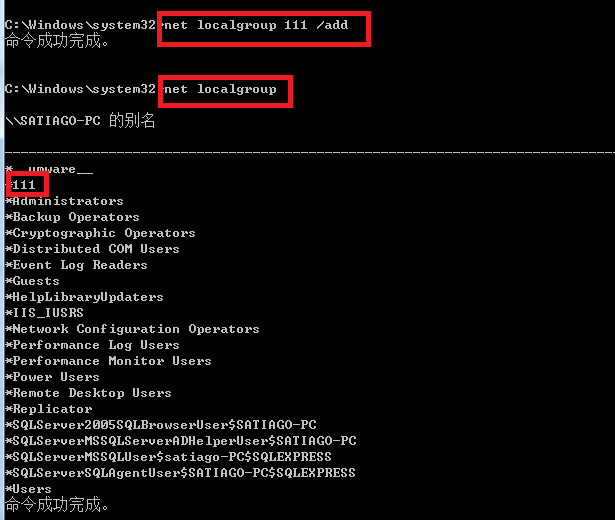 C:\Windows\system32>net localgroup 111 /add
命令成功完成。
C:\Windows\system32>net localgroup
\\SATIAGO-PC 的别名
-------------------------------------------------------------------------------
*__vmware__
*111
*Administrators
*Backup Operators
*Cryptographic Operators
*Distributed COM Users
*Event Log Readers
*Guests
*HelpLibraryUpdaters
*IIS_IUSRS
*Network Configuration Operators
*Performance Log Users
*Performance Monitor Users
*Power Users
*Remote Desktop Users
*Replicator
*SQLServer2005SQLBrowserUser$SATIAGO-PC
*SQLServerMSSQLServerADHelperUser$SATIAGO-PC
*SQLServerMSSQLUser$satiago-PC$SQLEXPRESS
*SQLServerSQLAgentUser$SATIAGO-PC$SQLEXPRESS
*Users
命令成功完成。